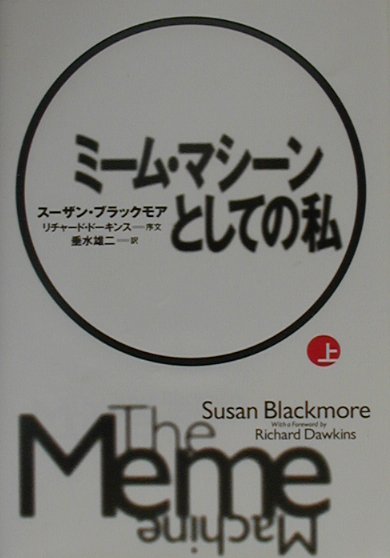 ミーム・マシーン
としての私
スーザン・ブラックモア
リチャード・ドーキンス―序文
垂水雄二―訳
上
Susan Blackmore
With a Foreword by
Richard Dawkins
The
Meme
Machine